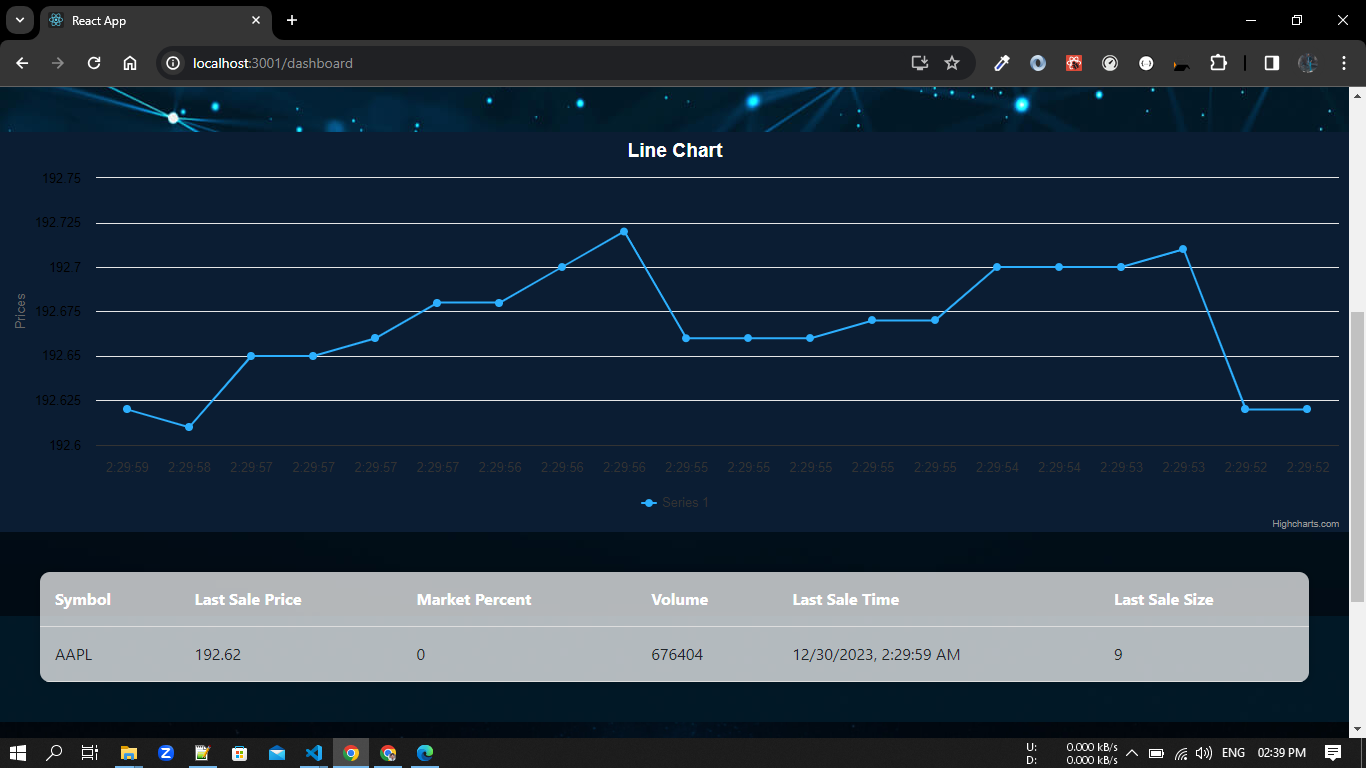 React App
localhost:3001/dashboard
Line Chart
192.75
192.725
192.7
192.675
192.65
192.625
192.6
Prices
2:29:59 2:29:58 2:29:57 2:29:57 2:29:57 2:29:57 2:29:56 2:29:56 2:29:56 2:29:55 2:29:55 2:29:55 2:29:55 2:29:55 2:29:54 2:29:54 2:29:53 2:29:53 2:29:52 2:29:52
Series 1
Highcharts.com
Symbol Last Sale Price Market Percent Volume Last Sale Time Last Sale Size
AAPL 192.62 0 676404 12/30/2023, 2:29:59 AM 9
U: 0.000 kB/s
D: 0.000 kB/s
ENG 02:39 PM